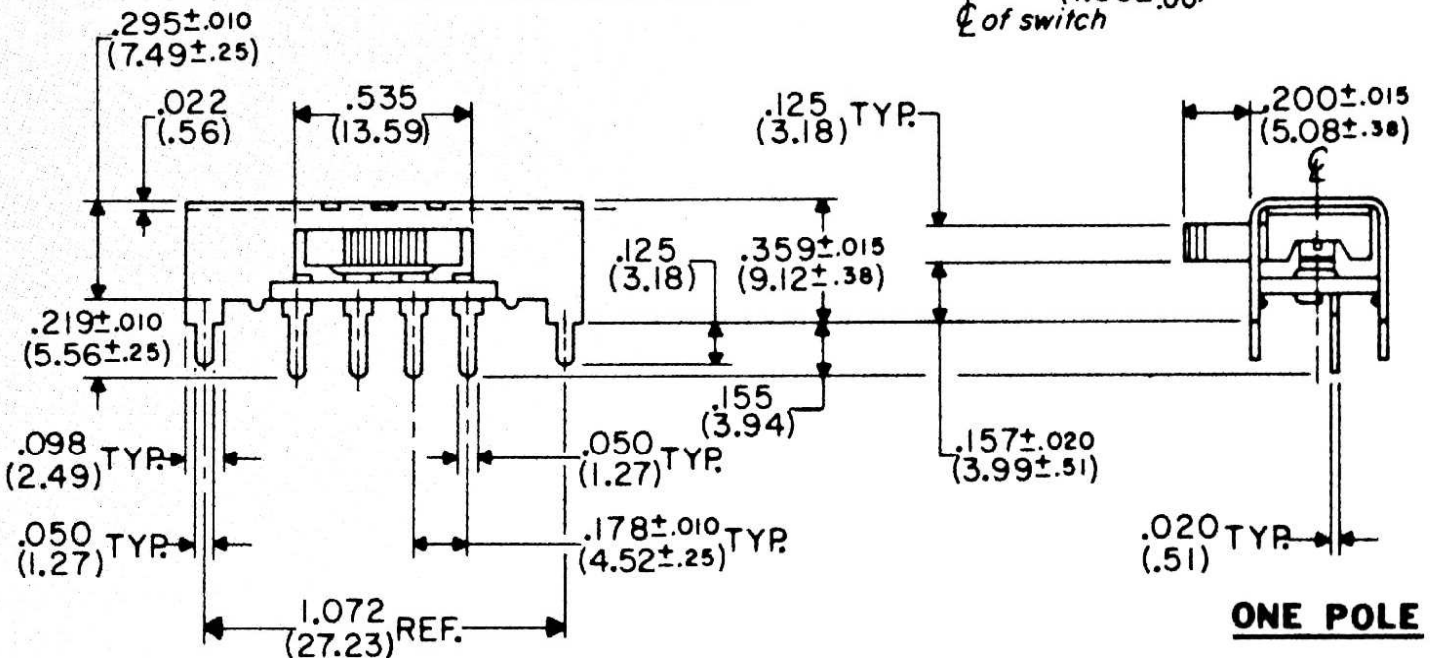 ℄ of switch
.295±.010
(7.49±.25)
.022
(.56)
.535
(13.59)
.125
(3.18) TYP.
.200±.015
(5.08±.38)
℄
.125
(3.18)
.359±.015
(9.12±.38)
.219±.010
(5.56±.25)
.155
(3.94)
.098
(2.49) TYP.
.050
(1.27) TYP.
.157±.020
(3.99±.51)
.050
(1.27) TYP.
.178±.010
(4.52±.25) TYP.
.020
(.51) TYP.
1.072
(27.23) REF.
ONE POLE